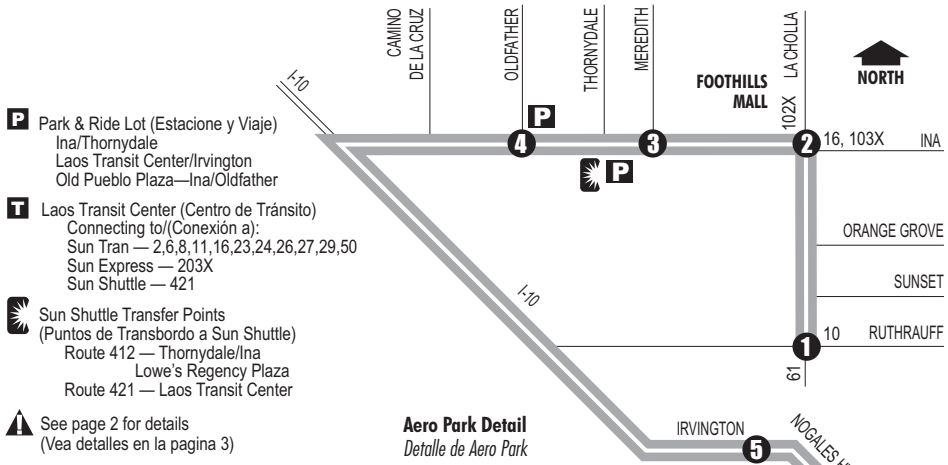 P Park & Ride Lot (Estacione y Viaje)
Ina/Thornydale
Laos Transit Center/Irvington
Old Pueblo Plaza—Ina/Oldfather
T Laos Transit Center (Centro de Tránsito)
Connecting to/(Conexión a):
Sun Tran — 2,6,8,11,16,23,24,26,27,29,50
Sun Express — 203X
Sun Shuttle — 421
Sun Shuttle Transfer Points
(Puntos de Transbordo a Sun Shuttle)
Route 412 — Thornydale/Ina
Lowe's Regency Plaza
Route 421 — Laos Transit Center
! See page 2 for details
(Vea detalles en la pagina 3)
I-10
CAMINO
DE LA CRUZ
OLDFATHER
THORNYDALE
MEREDITH
FOOTHILLS
MALL
102X
LA CHOLLA
NORTH
P
4
3
2
16, 103X
INA
P
ORANGE GROVE
SUNSET
I-10
1
10
RUTHRAUFF
61
Aero Park Detail
Detalle de Aero Park
IRVINGTON
5
NOGALES